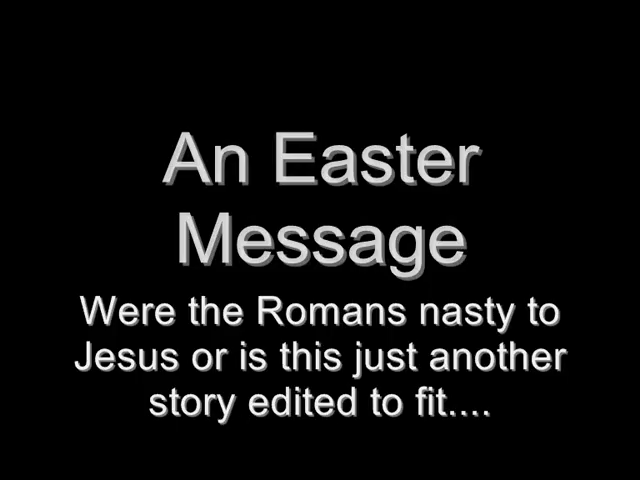 An Easter
Message
Were the Romans nasty to
Jesus or is this just another
story edited to fit....